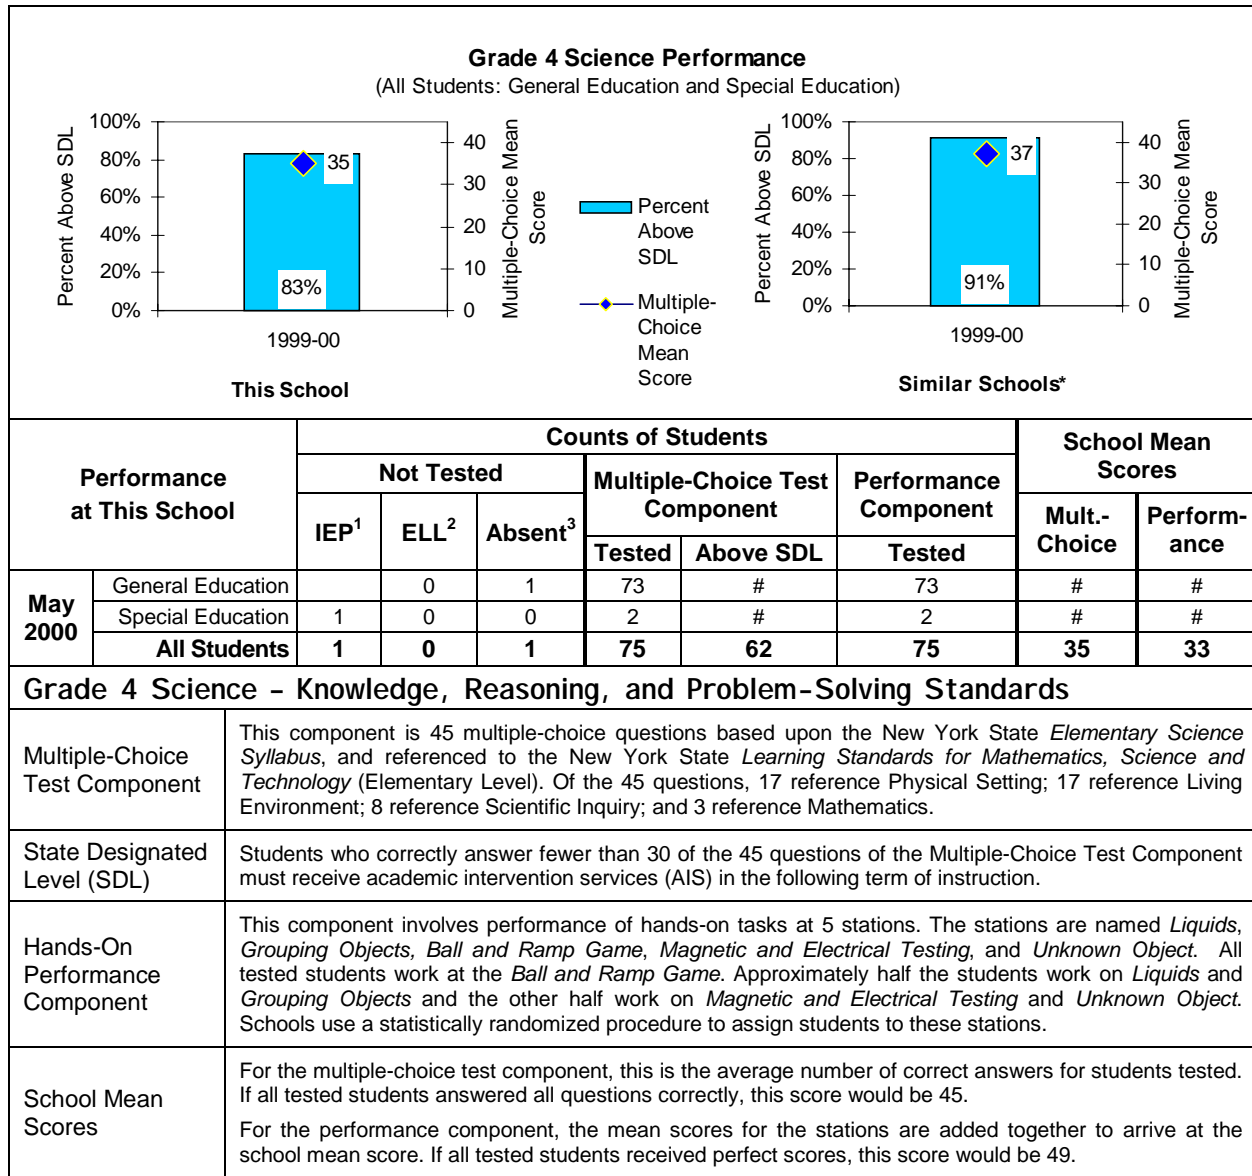 Grade 4 Science Performance
(All Students: General Education and Special Education)
Percent Above SDL
100%
80%
60%
40%
20%
0%
35
83%
40
30
20
10
0
Multiple-Choice Mean
Score
1999-00
This School
Percent
Above
SDL
Multiple-
Choice
Mean
Score
Percent Above SDL
100%
80%
60%
40%
20%
0%
37
91%
40
30
20
10
0
Multiple-Choice Mean
Score
1999-00
Similar Schools*
Performance
at This School
Counts of Students
School Mean
Scores
Not Tested
Multiple-Choice Test
Component
Performance
Component
IEP1 ELL2 Absent3
Tested Above SDL Tested
Mult.-
Choice
Perform-
ance
May
2000
General Education 0 1 73 # 73 # #
Special Education 1 0 0 2 # 2 # #
All Students 1 0 1 75 62 75 35 33
Grade 4 Science – Knowledge, Reasoning, and Problem-Solving Standards
Multiple-Choice
Test Component
This component is 45 multiple-choice questions based upon the New York State Elementary Science
Syllabus, and referenced to the New York State Learning Standards for Mathematics, Science and
Technology (Elementary Level). Of the 45 questions, 17 reference Physical Setting; 17 reference Living
Environment; 8 reference Scientific Inquiry; and 3 reference Mathematics.
State Designated
Level (SDL)
Students who correctly answer fewer than 30 of the 45 questions of the Multiple-Choice Test Component
must receive academic intervention services (AIS) in the following term of instruction.
Hands-On
Performance
Component
This component involves performance of hands-on tasks at 5 stations. The stations are named Liquids,
Grouping Objects, Ball and Ramp Game, Magnetic and Electrical Testing, and Unknown Object. All
tested students work at the Ball and Ramp Game. Approximately half the students work on Liquids and
Grouping Objects and the other half work on Magnetic and Electrical Testing and Unknown Object.
Schools use a statistically randomized procedure to assign students to these stations.
School Mean
Scores
For the multiple-choice test component, this is the average number of correct answers for students tested.
If all tested students answered all questions correctly, this score would be 45.
For the performance component, the mean scores for the stations are added together to arrive at the
school mean score. If all tested students received perfect scores, this score would be 49.